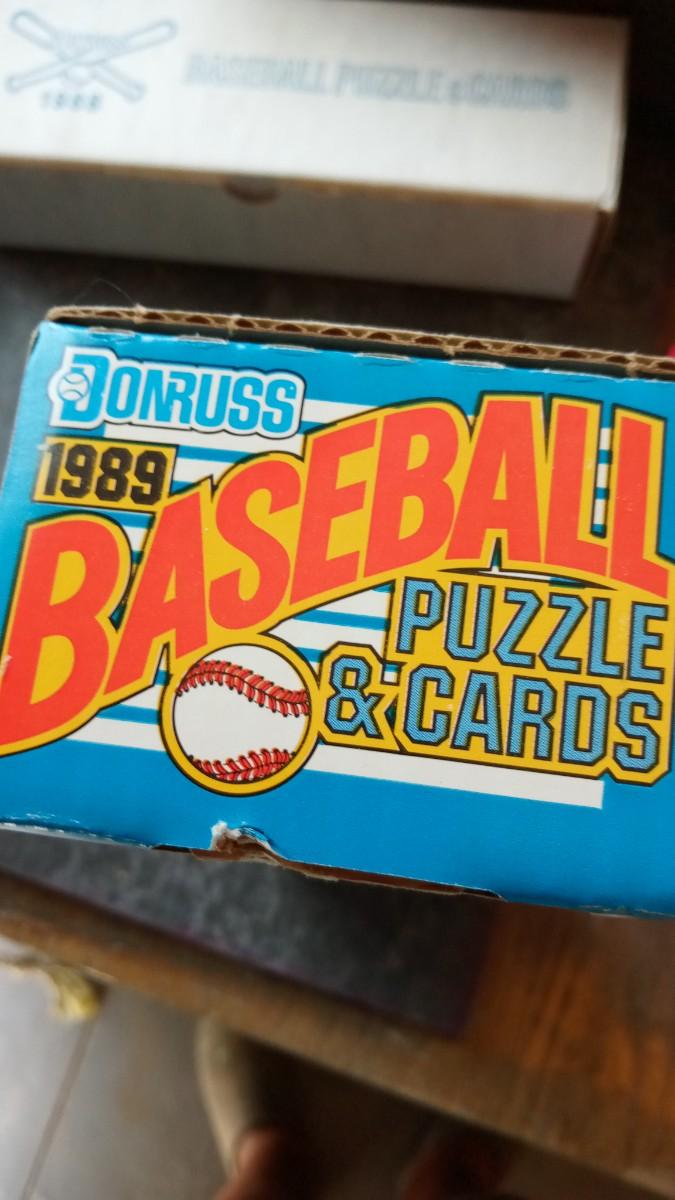 BASEBALL PUZZLE & CARDS
DONRUSS
1989
BASEBALL
PUZZLE
& CARDS